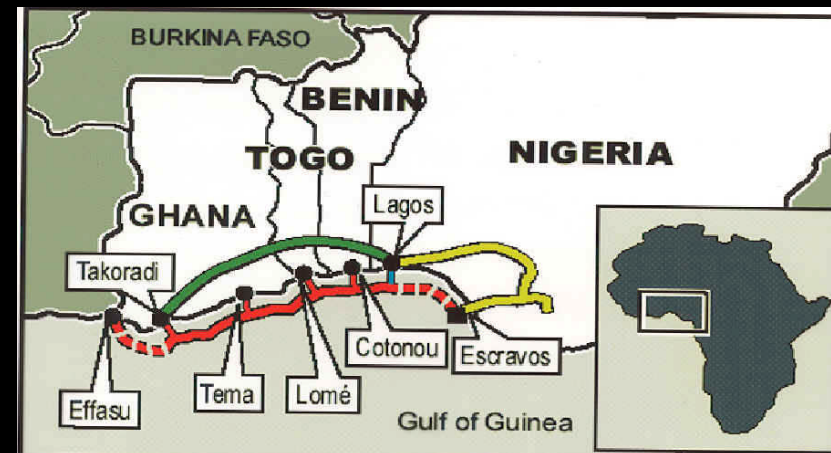 BURKINA FASO
BENIN
TOGO
NIGERIA
GHANA
Lagos
Takoradi
Cotonou
Escravos
Effasu
Tema
Lomé
Gulf of Guinea